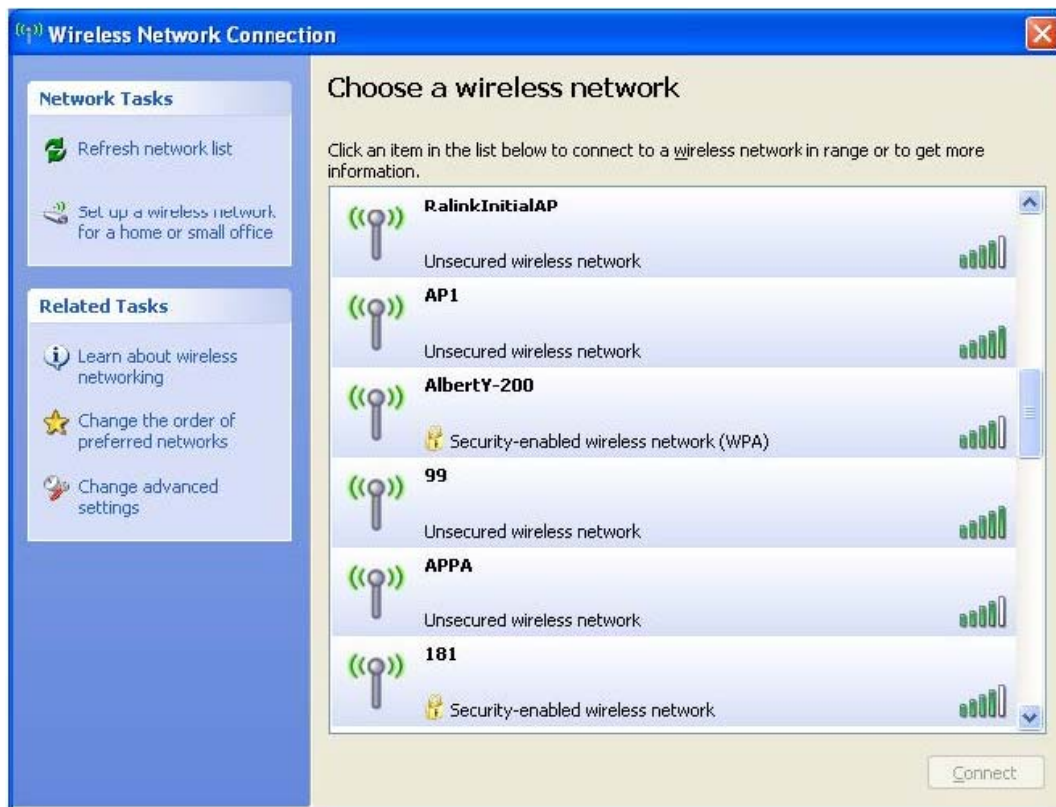 Wireless Network Connection
Network Tasks
Refresh network list
Set up a wireless network
for a home or small office
Related Tasks
Learn about wireless
networking
Change the order of
preferred networks
Change advanced
settings
Choose a wireless network
Click an item in the list below to connect to a wireless network in range or to get more
information.
RalinkInitialAP
Unsecured wireless network
AP1
Unsecured wireless network
AlbertY-200
Security-enabled wireless network (WPA)
99
Unsecured wireless network
APPA
Unsecured wireless network
181
Security-enabled wireless network
Connect